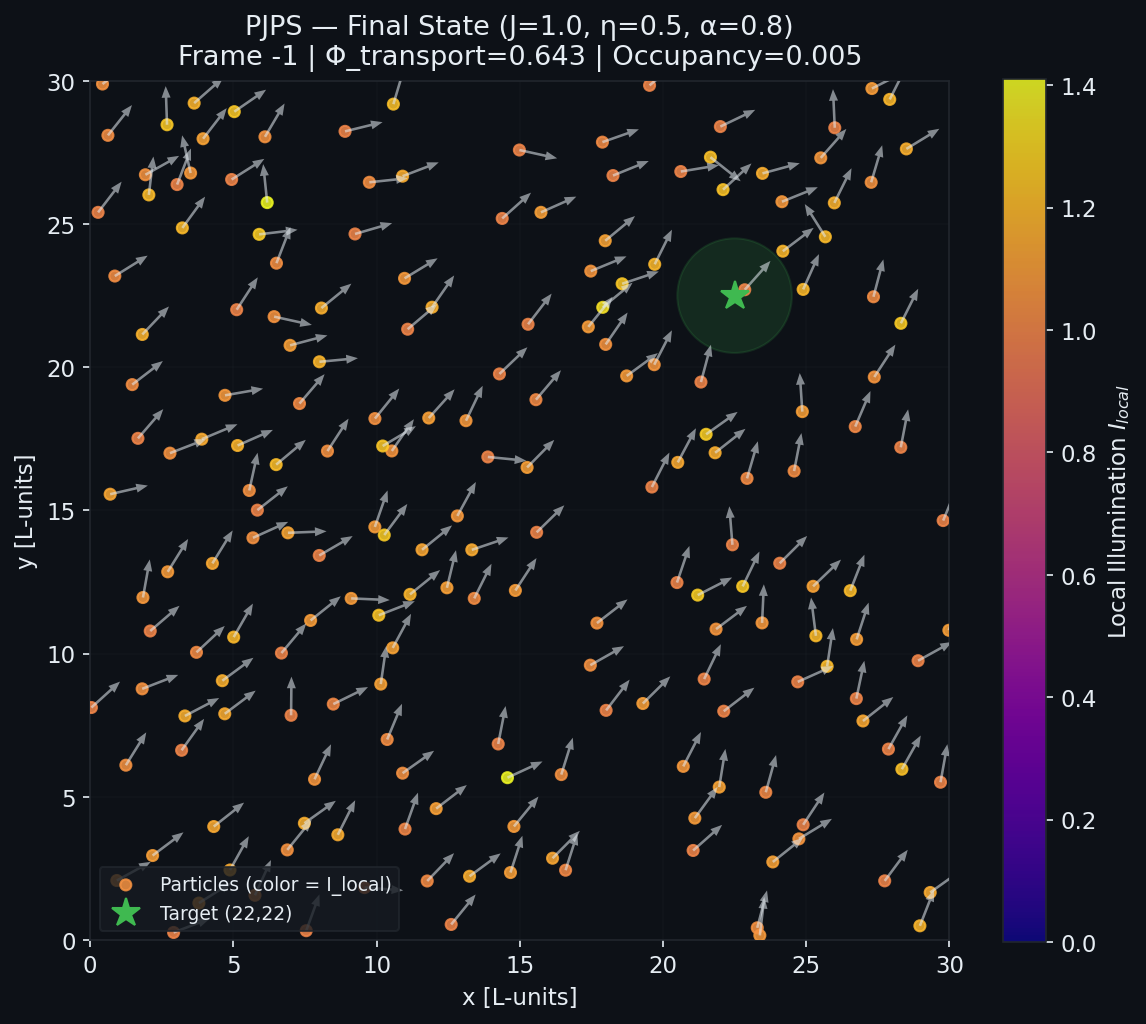 PJPS — Final State (J=1.0, η=0.5, α=0.8)
Frame -1 | Φ_transport=0.643 | Occupancy=0.005
30
25
20
15
10
5
0
y [L-units]
0 5 10 15 20 25 30
x [L-units]
Particles (color = I_local)
Target (22,22)
1.4
1.2
1.0
0.8
0.6
0.4
0.2
0.0
Local Illumination I_local